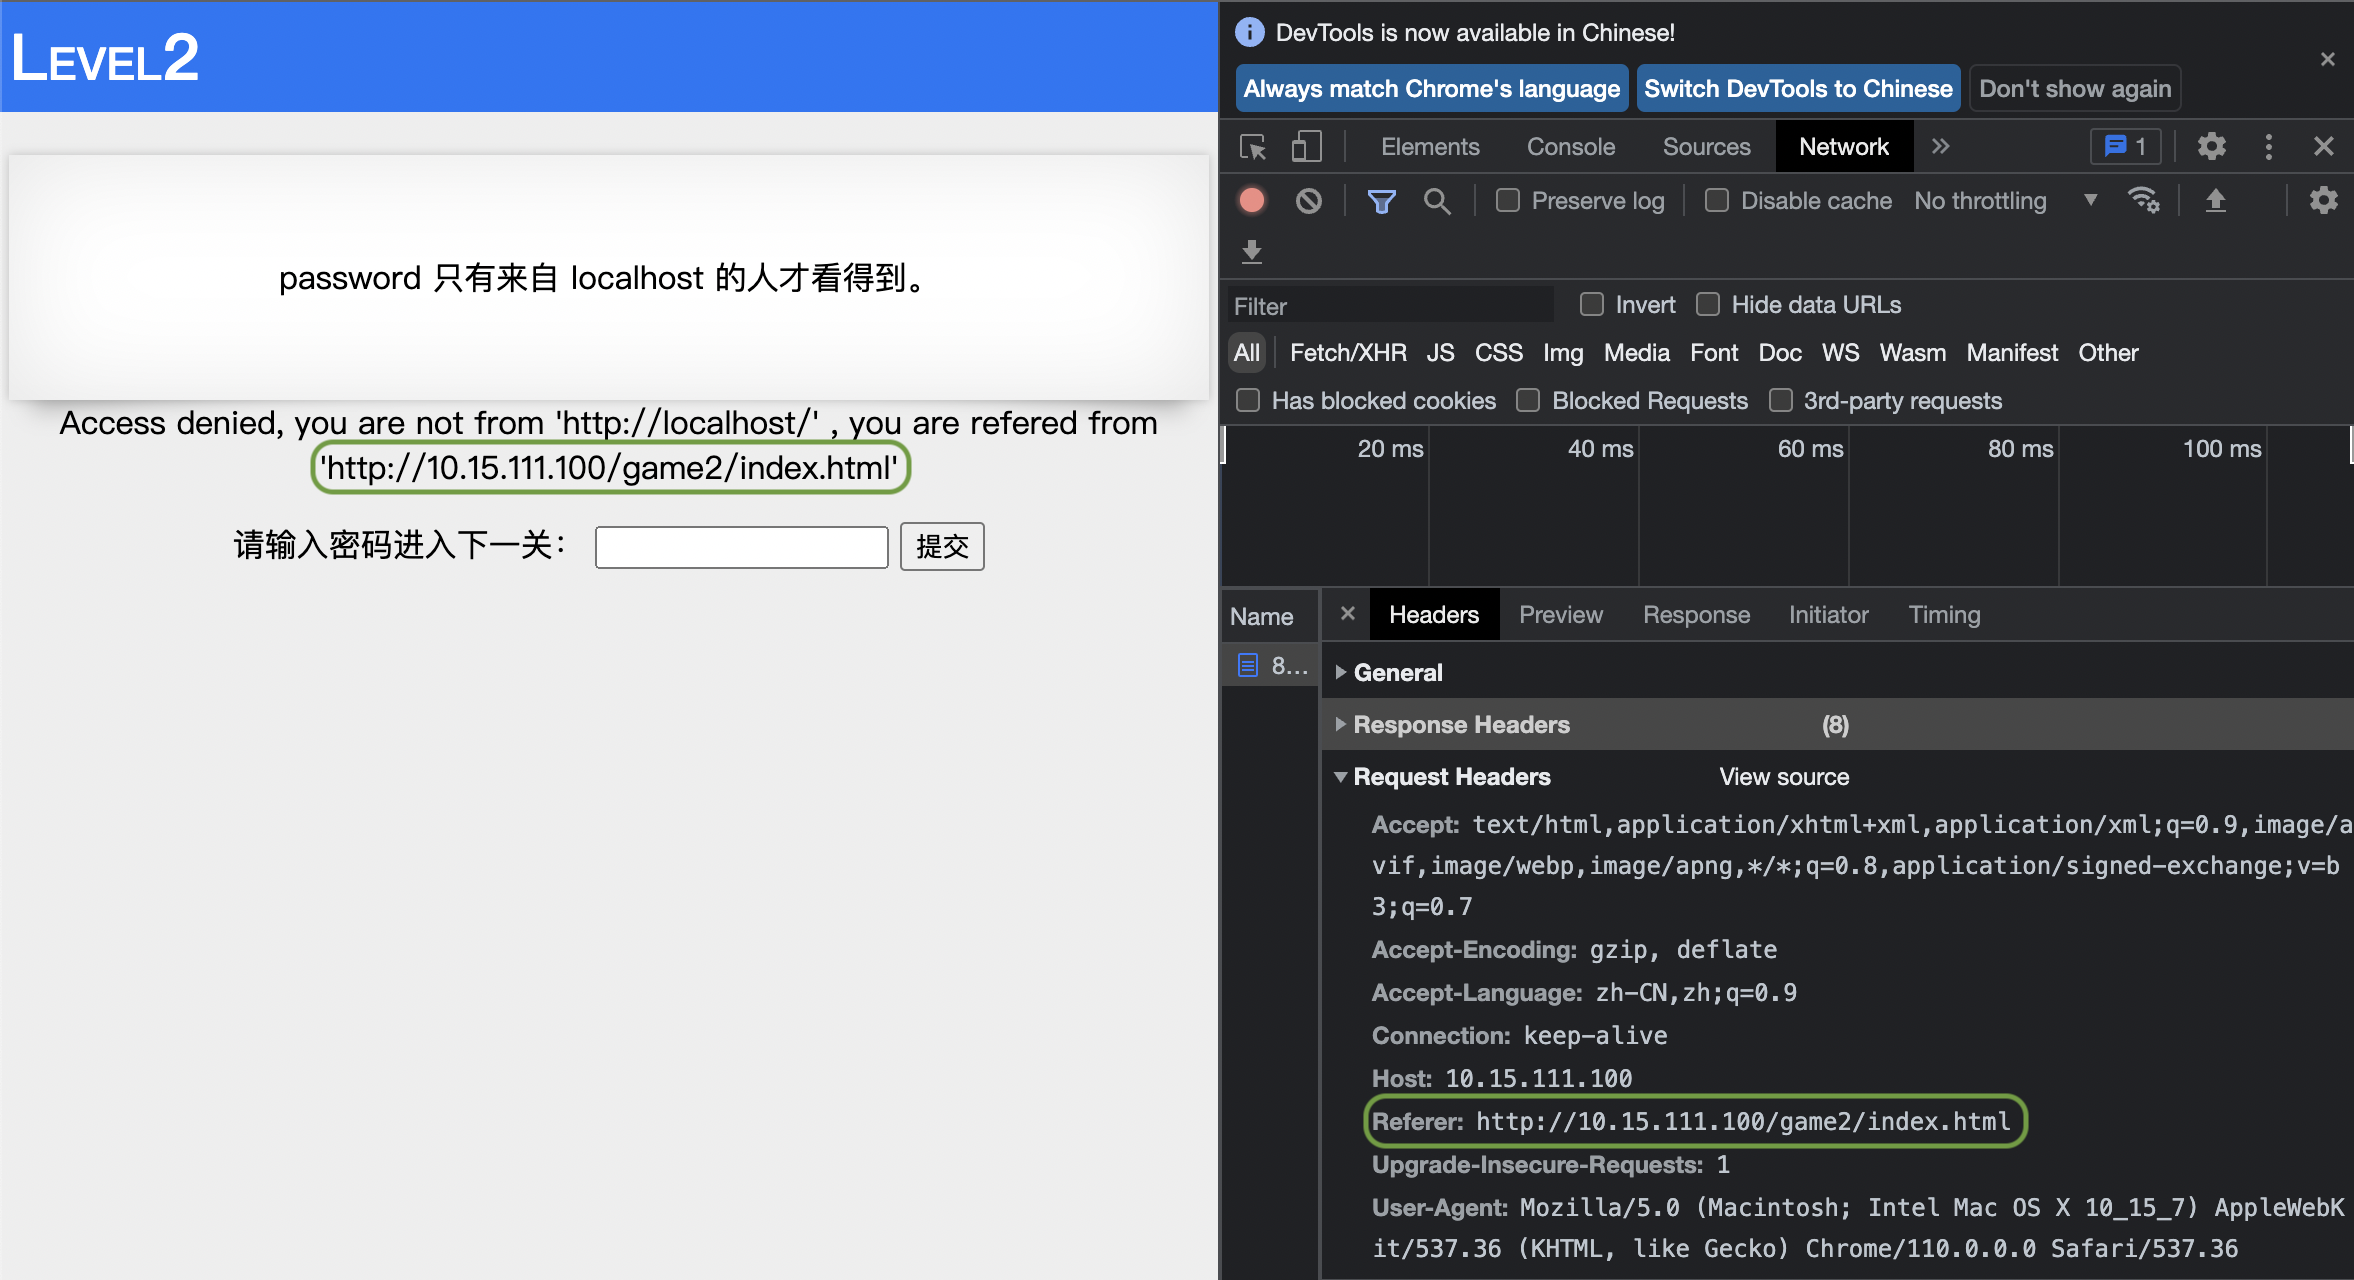 LEVEL2
password 只有来自 localhost 的人才看得到。
Access denied, you are not from 'http://localhost/' , you are refered from
'http://10.15.111.100/game2/index.html'
请输入密码进入下一关：
提交
DevTools is now available in Chinese!
Always match Chrome's language
Switch DevTools to Chinese
Don't show again
Elements Console Sources Network 1
Preserve log Disable cache No throttling
Filter Invert Hide data URLs
All Fetch/XHR JS CSS Img Media Font Doc WS Wasm Manifest Other
Has blocked cookies Blocked Requests 3rd-party requests
20 ms 40 ms 60 ms 80 ms 100 ms
Name Headers Preview Response Initiator Timing
8...
General
Response Headers (8)
Request Headers View source
Accept: text/html,application/xhtml+xml,application/xml;q=0.9,image/a
vif,image/webp,image/apng,*/*;q=0.8,application/signed-exchange;v=b
3;q=0.7
Accept-Encoding: gzip, deflate
Accept-Language: zh-CN,zh;q=0.9
Connection: keep-alive
Host: 10.15.111.100
Referer: http://10.15.111.100/game2/index.html
Upgrade-Insecure-Requests: 1
User-Agent: Mozilla/5.0 (Macintosh; Intel Mac OS X 10_15_7) AppleWebK
it/537.36 (KHTML, like Gecko) Chrome/110.0.0.0 Safari/537.36